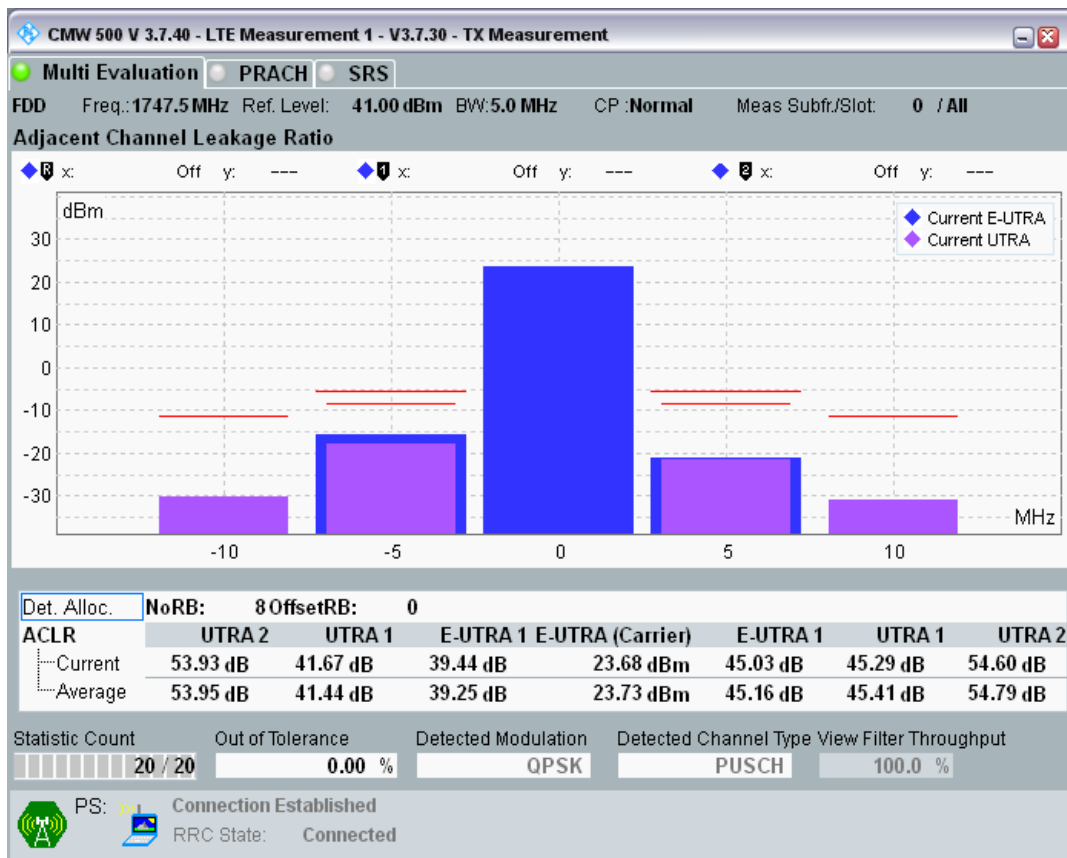 CMW 500 V 3.7.40 - LTE Measurement 1 - V3.7.30 - TX Measurement
Multi Evaluation PRACH SRS
FDD Freq.: 1747.5 MHz Ref. Level: 41.00 dBm BW: 5.0 MHz CP : Normal Meas Subfr./Slot: 0 / All
Adjacent Channel Leakage Ratio
R x: Off y: --- 1 x: Off y: --- 2 x: Off y: ---
dBm
Current E-UTRA
Current UTRA
30
20
10
0
-10
-20
-30
MHz
-10 -5 0 5 10
Det. Alloc. NoRB: 8 OffsetRB: 0
ACLR UTRA 2 UTRA 1 E-UTRA 1 E-UTRA (Carrier) E-UTRA 1 UTRA 1 UTRA 2
Current 53.93 dB 41.67 dB 39.44 dB 23.68 dBm 45.03 dB 45.29 dB 54.60 dB
Average 53.95 dB 41.44 dB 39.25 dB 23.73 dBm 45.16 dB 45.41 dB 54.79 dB
Statistic Count Out of Tolerance Detected Modulation Detected Channel Type View Filter Throughput
20 / 20 0.00 % QPSK PUSCH 100.0 %
PS: Connection Established
RRC State: Connected